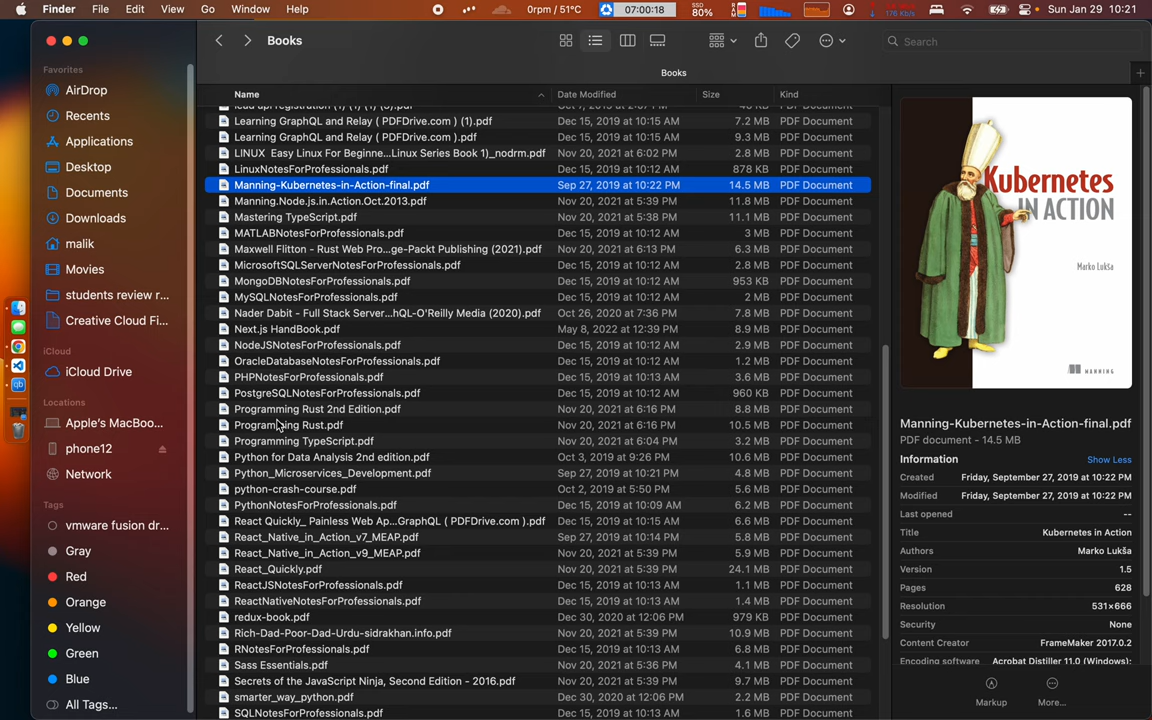 Finder File Edit View Go Window Help 0rpm / 51°C 07:00:18 SSD 80% 176 KB/s Sun Jan 29 10:21
Books
Search
Books
Favorites
AirDrop
Recents
Applications
Desktop
Documents
Downloads
malik
Movies
students review r...
Creative Cloud Fi...
iCloud
iCloud Drive
Locations
Apple's MacBoo...
phone12
Network
Tags
vmware fusion dr...
Gray
Red
Orange
Yellow
Green
Blue
All Tags...
Name Date Modified Size Kind
Learning GraphQL and Relay ( PDFDrive.com ) (1).pdf Dec 15, 2019 at 10:15 AM 7.2 MB PDF Document
Learning GraphQL and Relay ( PDFDrive.com ).pdf Dec 15, 2019 at 10:15 AM 9.3 MB PDF Document
LINUX Easy Linux For Beginne...Linux Series Book 1)_nodrm.pdf Nov 20, 2021 at 6:02 PM 2.8 MB PDF Document
LinuxNotesForProfessionals.pdf Dec 15, 2019 at 10:15 AM 878 KB PDF Document
Manning-Kubernetes-in-Action-final.pdf Sep 27, 2019 at 10:22 PM 14.5 MB PDF Document
Manning.Node.js.in.Action.Oct.2013.pdf Nov 20, 2021 at 5:39 PM 11.8 MB PDF Document
Mastering TypeScript.pdf Nov 20, 2021 at 5:38 PM 11.1 MB PDF Document
MATLABNotesForProfessionals.pdf Dec 15, 2019 at 10:12 AM 3 MB PDF Document
Maxwell Flitton - Rust Web Pro...ge-Packt Publishing (2021).pdf Nov 20, 2021 at 6:13 PM 6.3 MB PDF Document
MicrosoftSQLServerNotesForProfessionals.pdf Dec 15, 2019 at 10:12 AM 2.8 MB PDF Document
MongoDBNotesForProfessionals.pdf Dec 15, 2019 at 10:12 AM 953 KB PDF Document
MySQLNotesForProfessionals.pdf Dec 15, 2019 at 10:12 AM 2 MB PDF Document
Nader Dabit - Full Stack Server...hQL-O'Reilly Media (2020).pdf Oct 26, 2020 at 7:36 PM 7.8 MB PDF Document
Next.js HandBook.pdf May 8, 2022 at 12:39 PM 8.9 MB PDF Document
NodeJSNotesForProfessionals.pdf Dec 15, 2019 at 10:12 AM 2.9 MB PDF Document
OracleDatabaseNotesForProfessionals.pdf Dec 15, 2019 at 10:12 AM 1.2 MB PDF Document
PHPNotesForProfessionals.pdf Dec 15, 2019 at 10:13 AM 3.6 MB PDF Document
PostgreSQLNotesForProfessionals.pdf Dec 15, 2019 at 10:12 AM 960 KB PDF Document
Programming Rust 2nd Edition.pdf Nov 20, 2021 at 6:16 PM 8.8 MB PDF Document
Programming Rust.pdf Nov 20, 2021 at 6:16 PM 10.5 MB PDF Document
Programming TypeScript.pdf Nov 20, 2021 at 6:04 PM 3.2 MB PDF Document
Python for Data Analysis 2nd edition.pdf Oct 3, 2019 at 9:26 PM 10.6 MB PDF Document
Python_Microservices_Development.pdf Sep 27, 2019 at 10:21 PM 4.8 MB PDF Document
python-crash-course.pdf Oct 2, 2019 at 5:50 PM 5.6 MB PDF Document
PythonNotesForProfessionals.pdf Dec 15, 2019 at 10:09 AM 6.2 MB PDF Document
React Quickly_ Painless Web Ap...GraphQL ( PDFDrive.com ).pdf Dec 15, 2019 at 10:15 AM 6.6 MB PDF Document
React_Native_in_Action_v7_MEAP.pdf Sep 27, 2019 at 10:14 PM 5.8 MB PDF Document
React_Native_in_Action_v9_MEAP.pdf Nov 20, 2021 at 5:39 PM 5.9 MB PDF Document
React_Quickly.pdf Nov 20, 2021 at 5:39 PM 24.1 MB PDF Document
ReactJSNotesForProfessionals.pdf Dec 15, 2019 at 10:13 AM 1.1 MB PDF Document
ReactNativeNotesForProfessionals.pdf Dec 15, 2019 at 10:13 AM 1.4 MB PDF Document
redux-book.pdf Dec 30, 2020 at 12:06 PM 979 KB PDF Document
Rich-Dad-Poor-Dad-Urdu-sidrakhan.info.pdf Nov 20, 2021 at 5:39 PM 10.9 MB PDF Document
RNotesForProfessionals.pdf Dec 15, 2019 at 10:13 AM 6.8 MB PDF Document
Sass Essentials.pdf Nov 20, 2021 at 5:36 PM 4.1 MB PDF Document
Secrets of the JavaScript Ninja, Second Edition - 2016.pdf Nov 20, 2021 at 5:39 PM 9.7 MB PDF Document
smarter_way_python.pdf Dec 30, 2020 at 12:06 PM 2.2 MB PDF Document
SQLNotesForProfessionals.pdf Dec 15, 2019 at 10:13 AM 1.6 MB PDF Document
Kubernetes
IN ACTION
Marko Lukša
MANNING
Manning-Kubernetes-in-Action-final.pdf
PDF document - 14.5 MB
Information Show Less
Created Friday, September 27, 2019 at 10:22 PM
Modified Friday, September 27, 2019 at 10:22 PM
Last opened --
Title Kubernetes in Action
Authors Marko Lukša
Version 1.5
Pages 628
Resolution 531×666
Security None
Content Creator FrameMaker 2017.0.2
Encoding software Acrobat Distiller 11.0 (Windows);
Markup More...